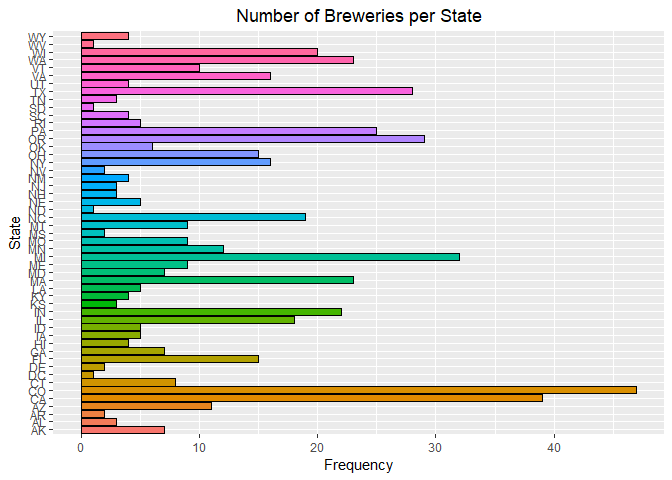 Number of Breweries per State
State
WY
WV
WI
WA
VT
VA
UT
TX
TN
SD
SC
RI
PA
OR
OK
OH
NY
NV
NM
NJ
NH
NE
ND
NC
MT
MS
MO
MN
MI
ME
MD
MA
LA
KY
KS
IN
IL
ID
IA
HI
GA
FL
DE
DC
CT
CO
CA
AZ
AR
AL
AK
0 10 20 30 40
Frequency